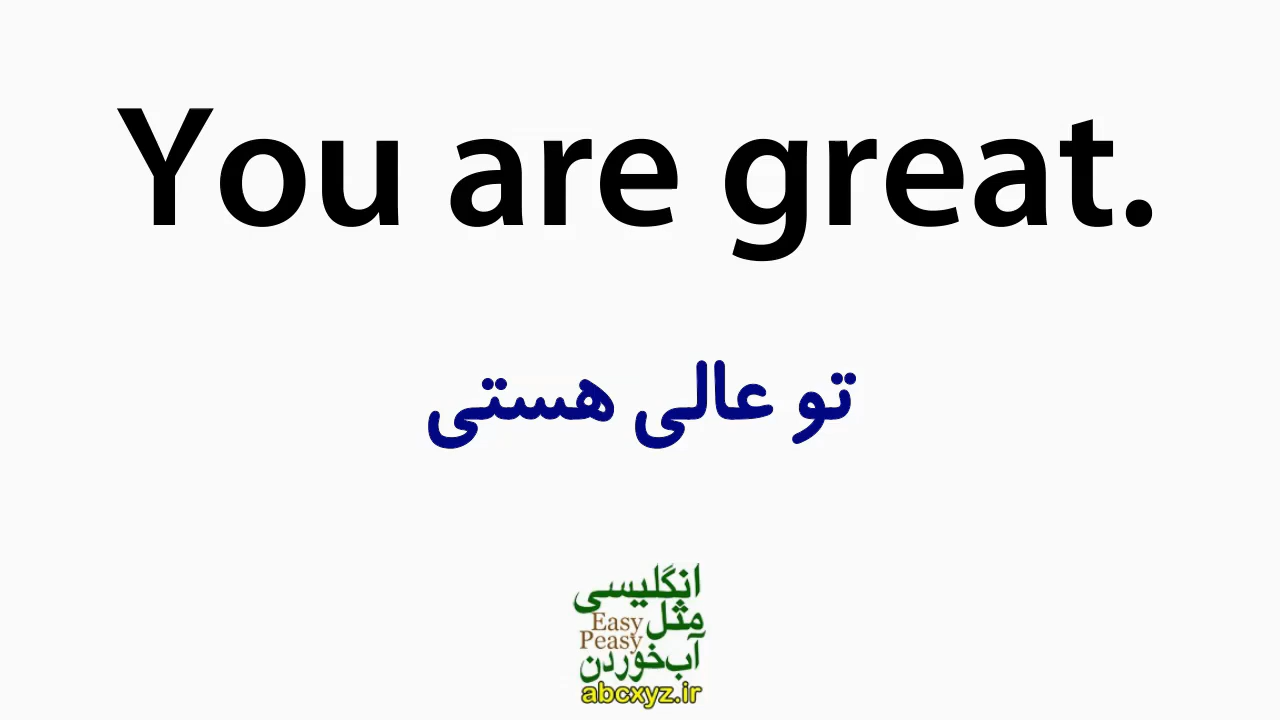 You are great.
تو عالی هستی
انگلیسی
مثل
Easy
Peasy
آب‌خوردن
abcxyz.ir